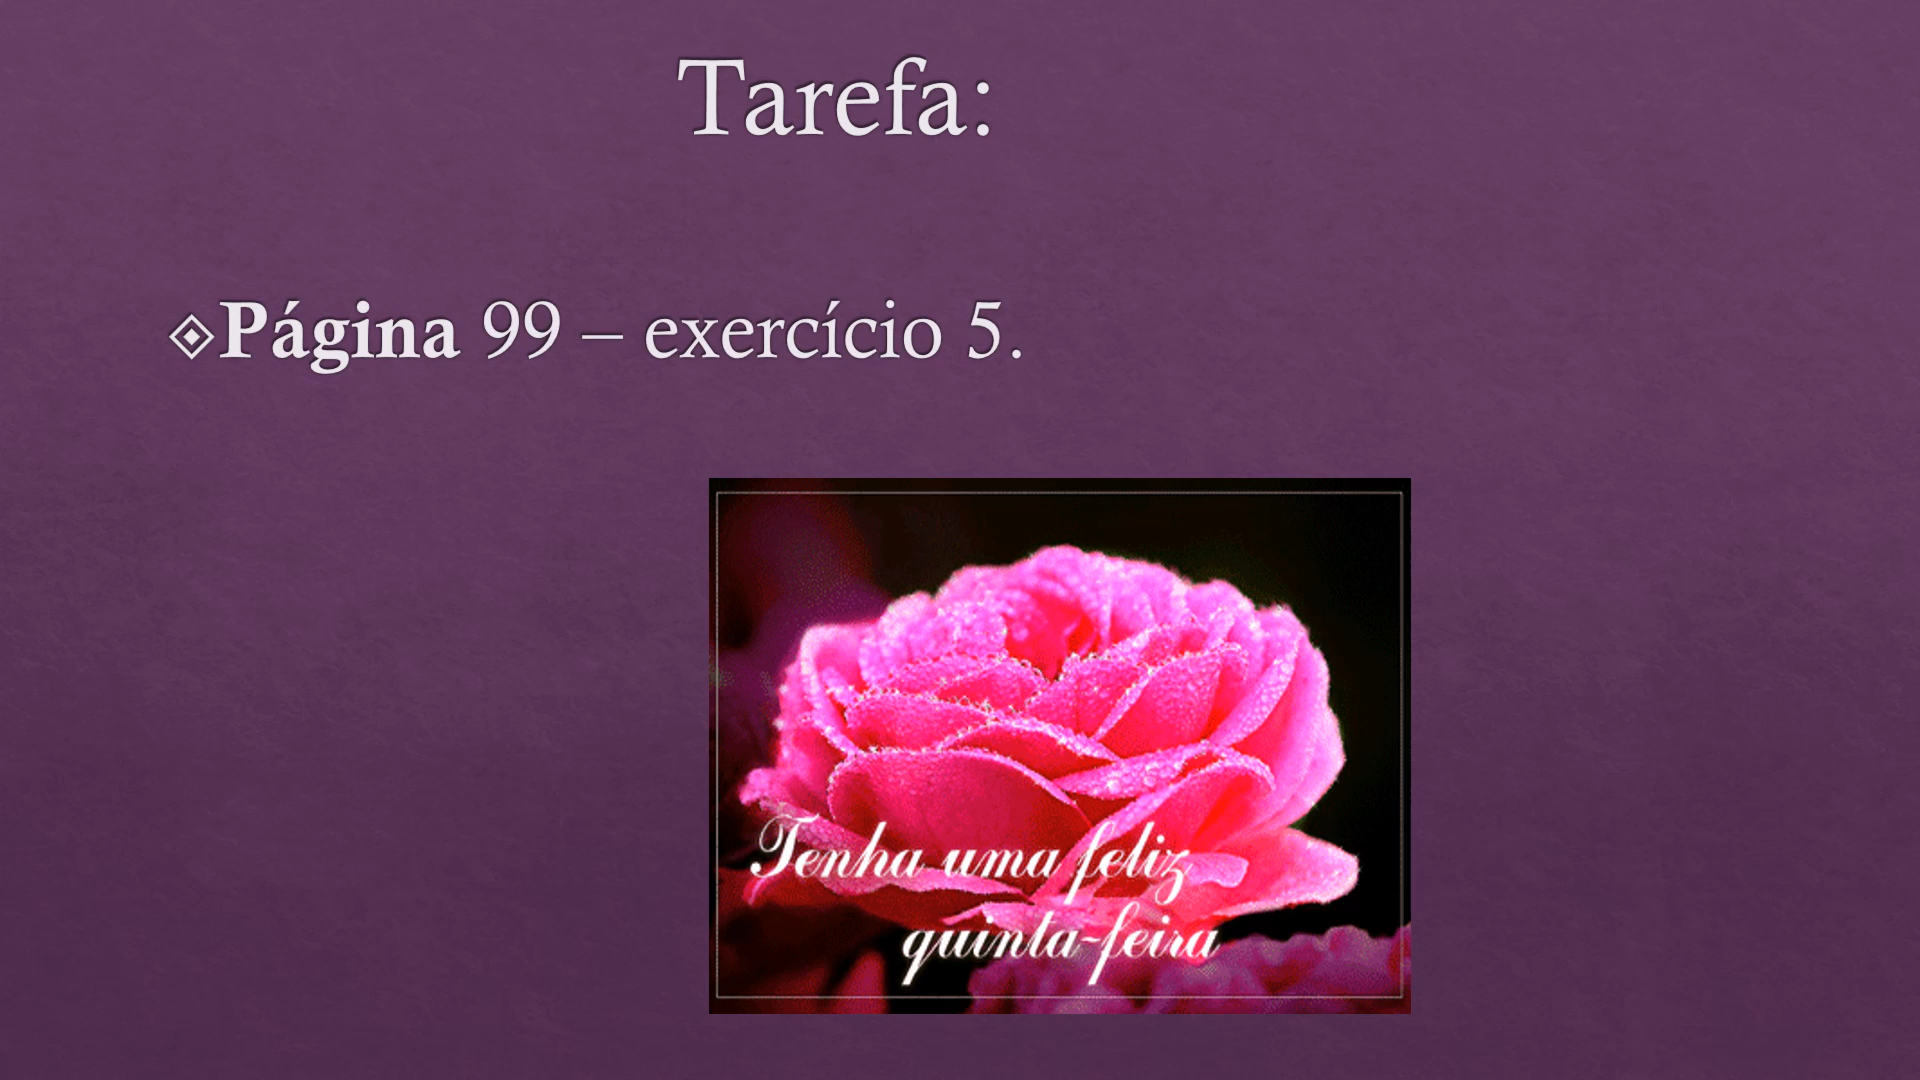 Tarefa:
Página 99 – exercício 5.
Tenha uma feliz
quinta-feira